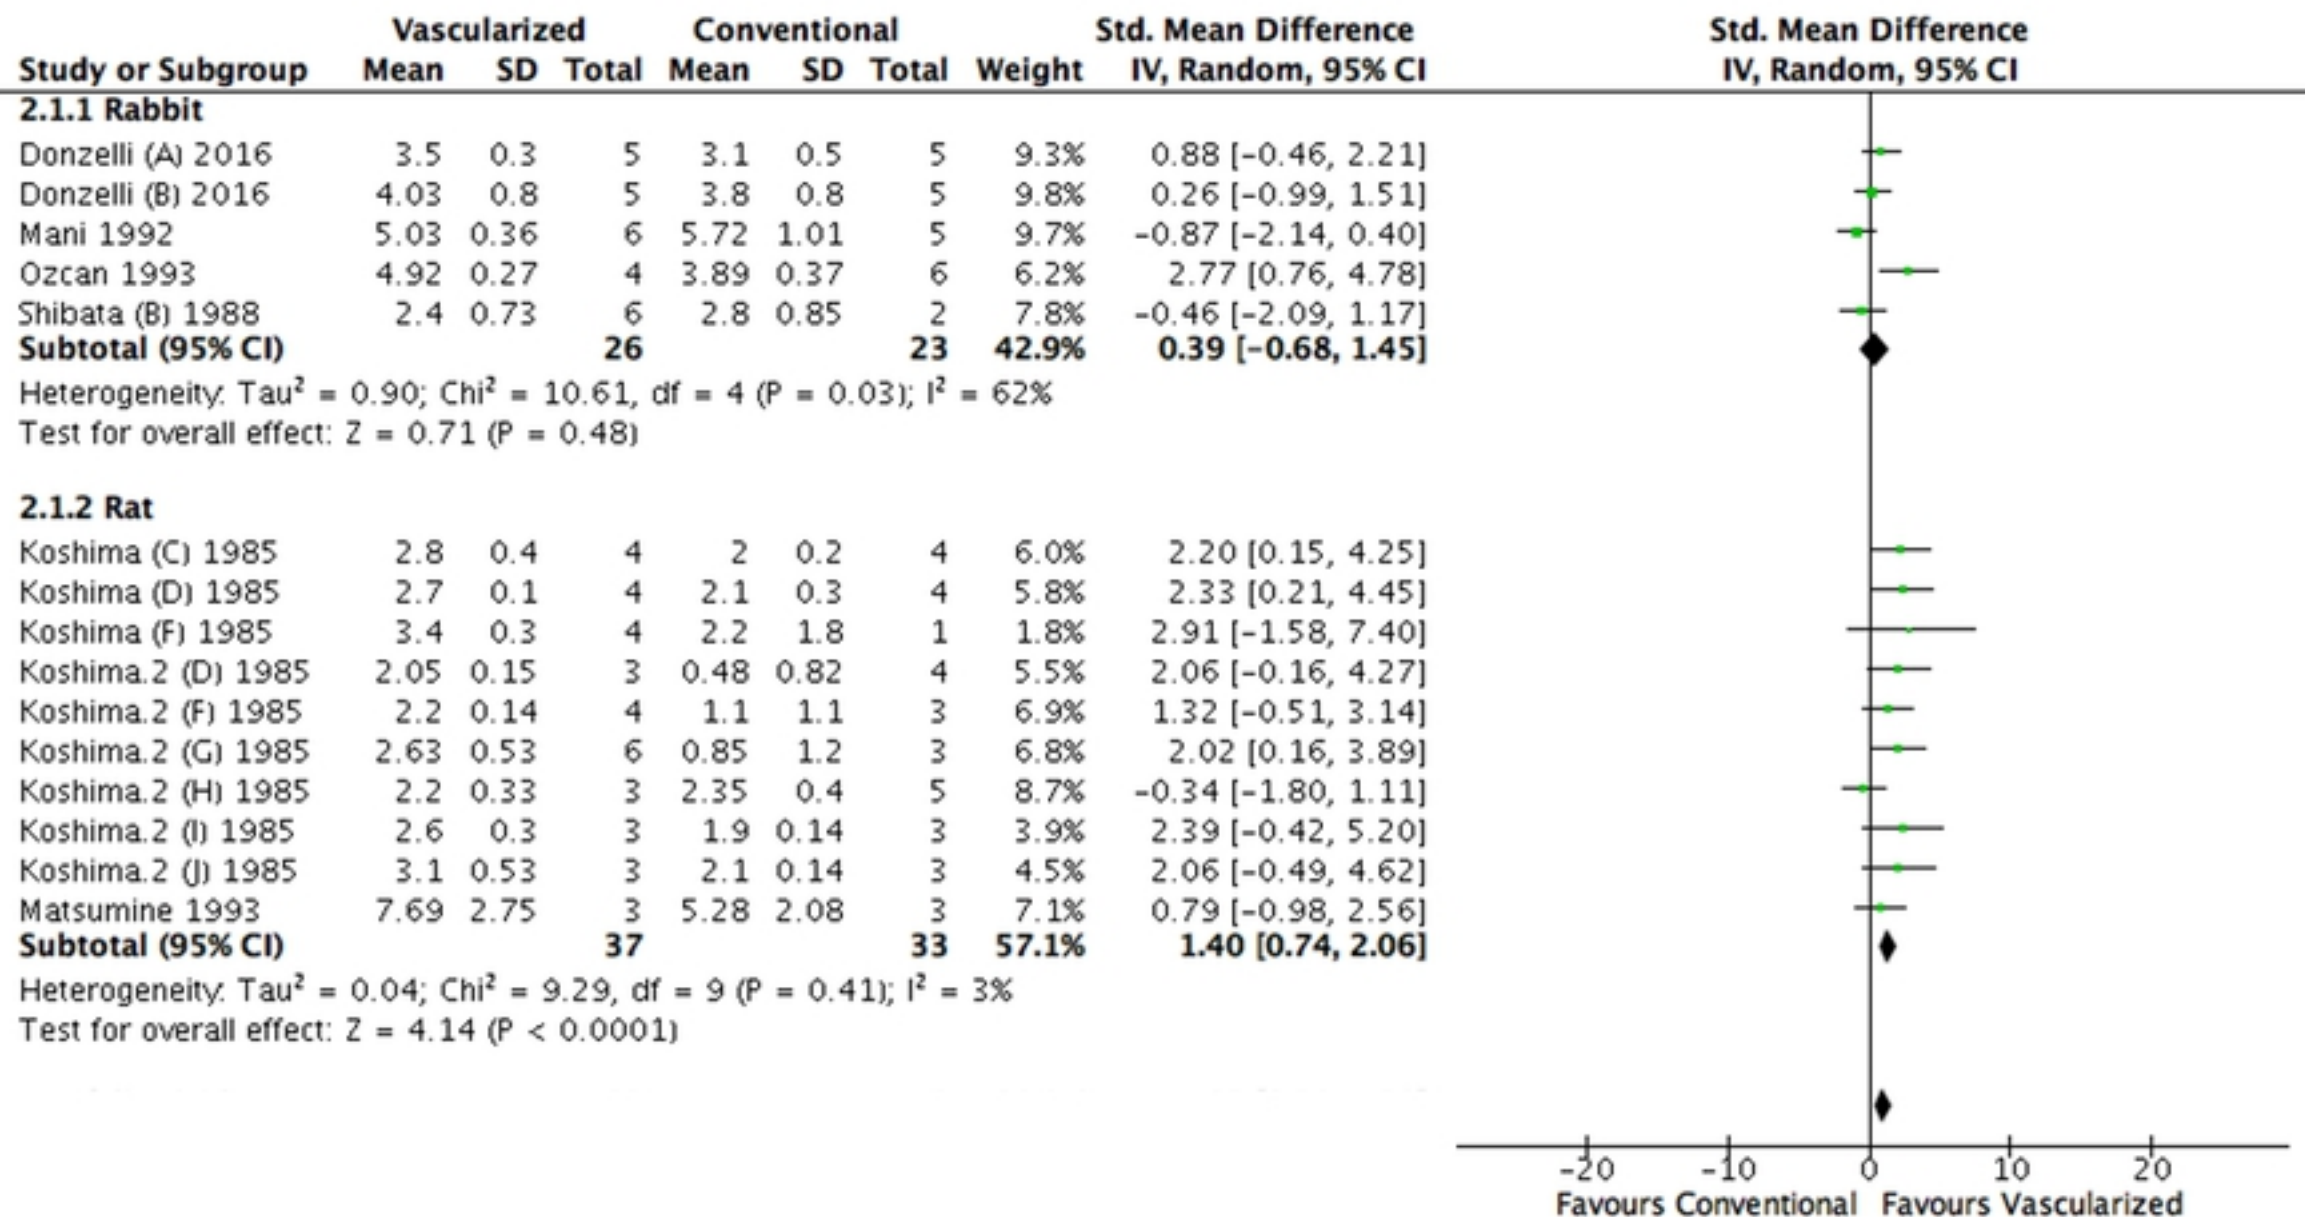 Vascularized Conventional Std. Mean Difference Std. Mean Difference
Study or Subgroup Mean SD Total Mean SD Total Weight IV, Random, 95% CI IV, Random, 95% CI
2.1.1 Rabbit
Donzelli (A) 2016 3.5 0.3 5 3.1 0.5 5 9.3% 0.88 [-0.46, 2.21]
Donzelli (B) 2016 4.03 0.8 5 3.8 0.8 5 9.8% 0.26 [-0.99, 1.51]
Mani 1992 5.03 0.36 6 5.72 1.01 5 9.7% -0.87 [-2.14, 0.40]
Ozcan 1993 4.92 0.27 4 3.89 0.37 6 6.2% 2.77 [0.76, 4.78]
Shibata (B) 1988 2.4 0.73 6 2.8 0.85 2 7.8% -0.46 [-2.09, 1.17]
Subtotal (95% CI) 26 23 42.9% 0.39 [-0.68, 1.45]
Heterogeneity: Tau² = 0.90; Chi² = 10.61, df = 4 (P = 0.03); I² = 62%
Test for overall effect: Z = 0.71 (P = 0.48)
2.1.2 Rat
Koshima (C) 1985 2.8 0.4 4 2 0.2 4 6.0% 2.20 [0.15, 4.25]
Koshima (D) 1985 2.7 0.1 4 2.1 0.3 4 5.8% 2.33 [0.21, 4.45]
Koshima (F) 1985 3.4 0.3 4 2.2 1.8 1 1.8% 2.91 [-1.58, 7.40]
Koshima.2 (D) 1985 2.05 0.15 3 0.48 0.82 4 5.5% 2.06 [-0.16, 4.27]
Koshima.2 (F) 1985 2.2 0.14 4 1.1 1.1 3 6.9% 1.32 [-0.51, 3.14]
Koshima.2 (G) 1985 2.63 0.53 6 0.85 1.2 3 6.8% 2.02 [0.16, 3.89]
Koshima.2 (H) 1985 2.2 0.33 3 2.35 0.4 5 8.7% -0.34 [-1.80, 1.11]
Koshima.2 (I) 1985 2.6 0.3 3 1.9 0.14 3 3.9% 2.39 [-0.42, 5.20]
Koshima.2 (J) 1985 3.1 0.53 3 2.1 0.14 3 4.5% 2.06 [-0.49, 4.62]
Matsumine 1993 7.69 2.75 3 5.28 2.08 3 7.1% 0.79 [-0.98, 2.56]
Subtotal (95% CI) 37 33 57.1% 1.40 [0.74, 2.06]
Heterogeneity: Tau² = 0.04; Chi² = 9.29, df = 9 (P = 0.41); I² = 3%
Test for overall effect: Z = 4.14 (P < 0.0001)
-20 -10 0 10 20
Favours Conventional Favours Vascularized